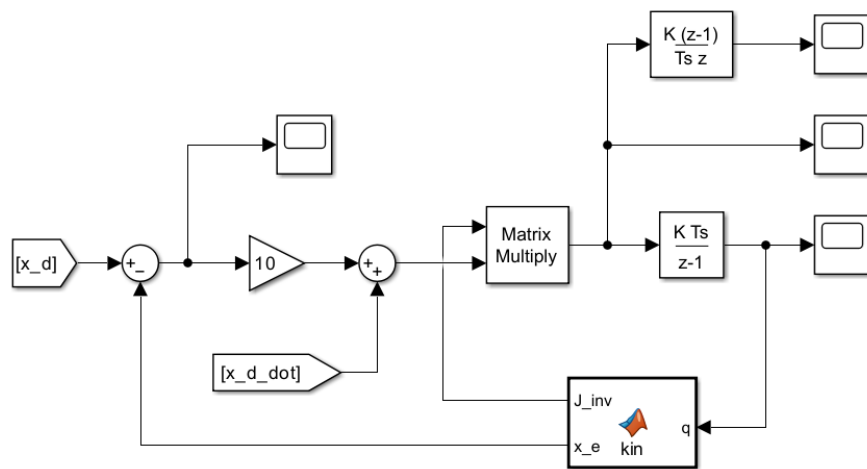 K (z-1)
Ts z
[x_d]
+
−
10
+
+
Matrix
Multiply
K Ts
z-1
[x_d_dot]
J_inv
x_e
kin
q